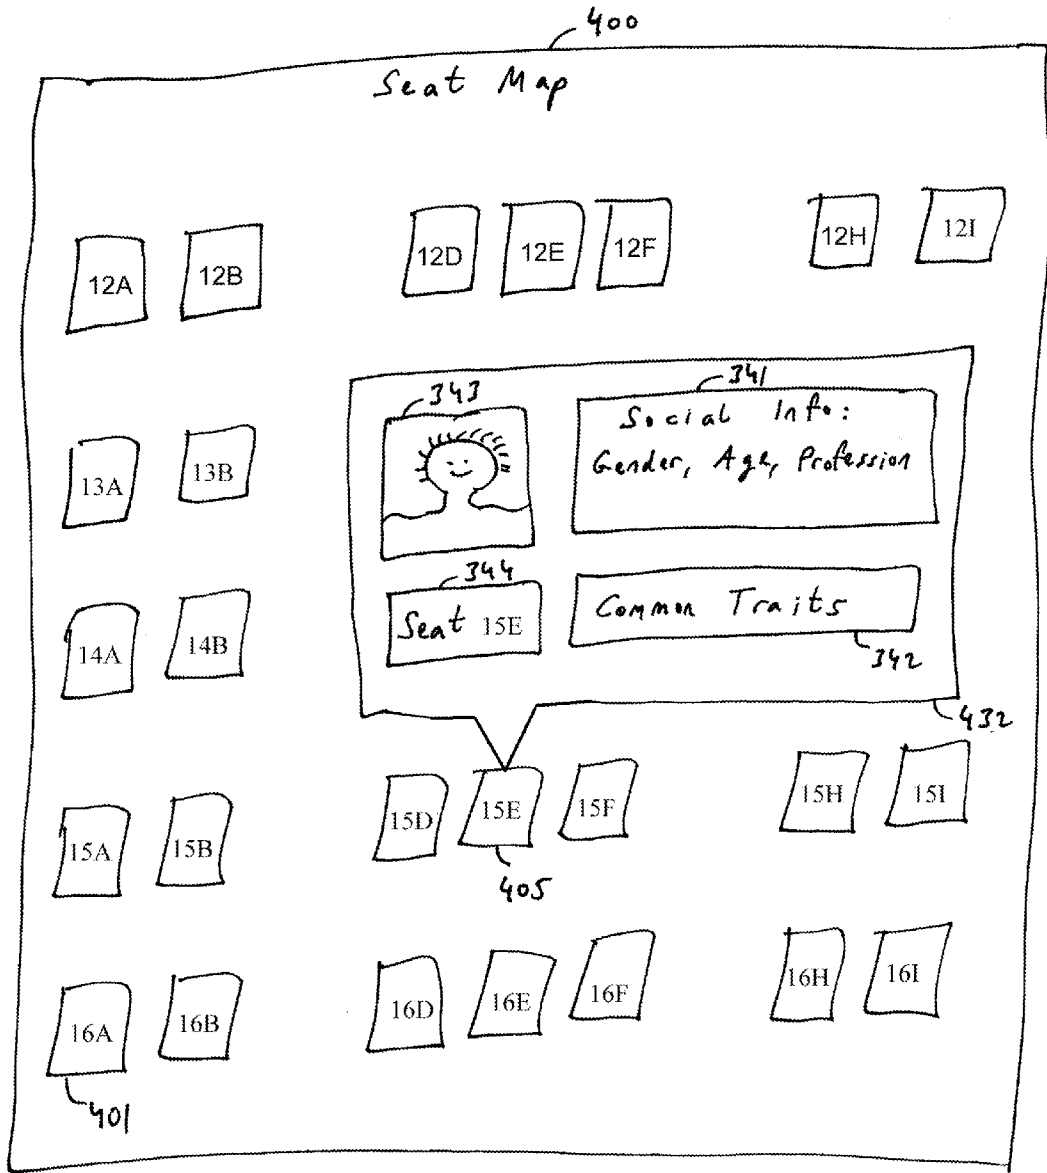 400
Seat Map
12A 12B 12D 12E 12F 12H 12I
343 341
Social Info:
Gender, Age, Profession
13A 13B
344
Seat 15E Common Traits
14A 14B
342
432
15A 15B 15D 15E 15F 15H 15I
405
16A 16B 16D 16E 16F 16H 16I
401